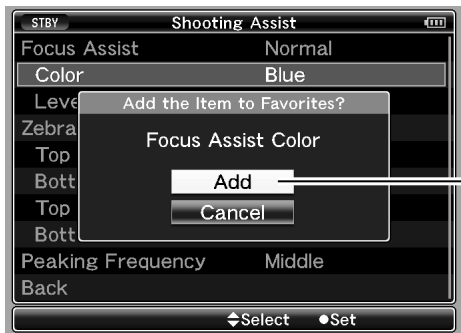 STBY Shooting Assist
Focus Assist Normal
Color Blue
Leve
Add the Item to Favorites?
Zebra
Focus Assist Color
Top
Bott
Add
Top
Cancel
Bott
Peaking Frequency Middle
Back
Select ●Set